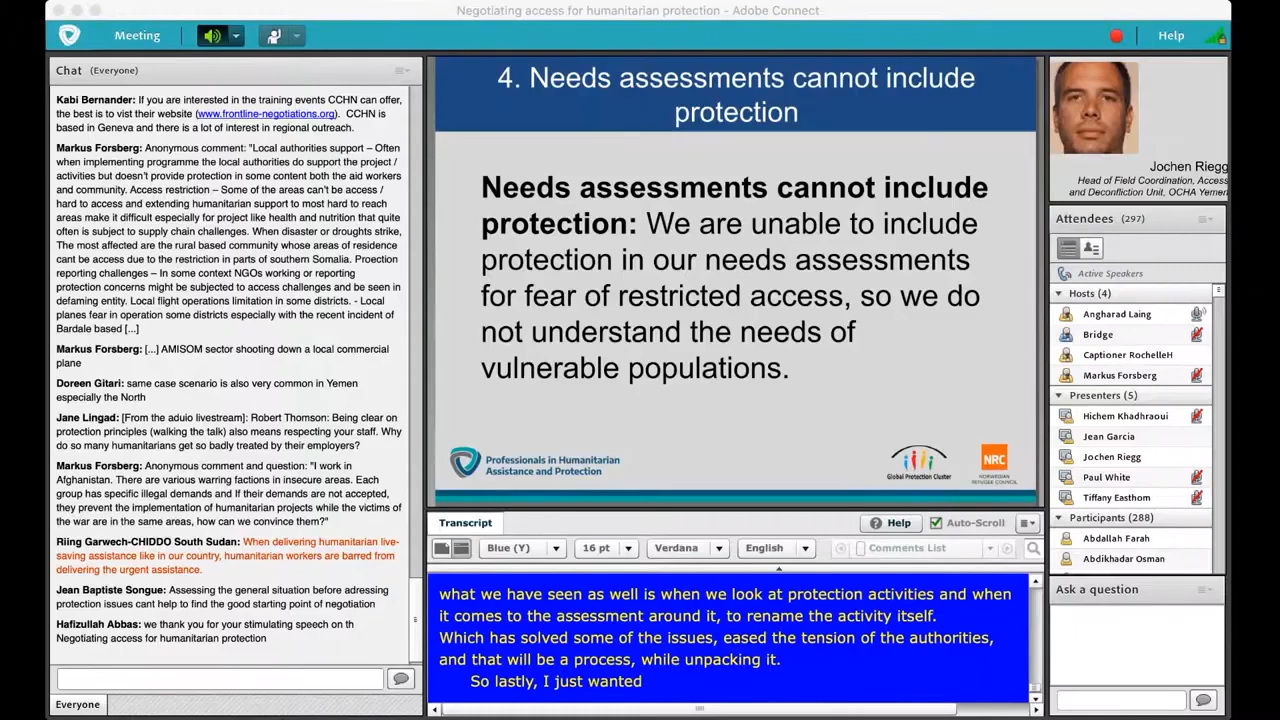 Negotiating access for humanitarian protection - Adobe Connect
Meeting
Help
Chat (Everyone)
Kabi Bernander: If you are interested in the training events CCHN can offer,
the best is to vist their website (www.frontline-negotiations.org). CCHN is
based in Geneva and there is a lot of interest in regional outreach.
Markus Forsberg: Anonymous comment: "Local authorities support – Often
when implementing programme the local authorities do support the project /
activities but doesn't provide protection in some content both the aid workers
and community. Access restriction – Some of the areas can't be access /
hard to access and extending humanitarian support to most hard to reach
areas make it difficult especially for project like health and nutrition that quite
often is subject to supply chain challenges. When disaster or droughts strike,
The most affected are the rural based community whose areas of residence
cant be access due to the restriction in parts of southern Somalia. Proection
reporting challenges – In some context NGOs working or reporting
protection concerns might be subjected to access challenges and be seen in
defaming entity. Local flight operations limitation in some districts. - Local
planes fear in operation some districts especially with the recent incident of
Bardale based [...]
Markus Forsberg: [...] AMISOM sector shooting down a local commercial
plane
Doreen Gitari: same case scenario is also very common in Yemen
especially the North
Jane Lingad: [From the aduio livestream]: Robert Thomson: Being clear on
protection principles (walking the talk) also means respecting your staff. Why
do so many humanitarians get so badly treated by their employers?
Markus Forsberg: Anonymous comment and question: "I work in
Afghanistan. There are various warring factions in insecure areas. Each
group has specific illegal demands and If their demands are not accepted,
they prevent the implementation of humanitarian projects while the victims of
the war are in the same areas, how can we convince them?"
Riing Garwech-CHIDDO South Sudan: When delivering humanitarian live-
saving assistance like in our country, humanitarian workers are barred from
delivering the urgent assistance.
Jean Baptiste Songue: Assessing the general situation before adressing
protection issues cant help to find the good starting point of negotiation
Hafizullah Abbas: we thank you for your stimulating speech on th
Negotiating access for humanitarian protection
Everyone
4. Needs assessments cannot include
protection
Needs assessments cannot include
protection: We are unable to include
protection in our needs assessments
for fear of restricted access, so we do
not understand the needs of
vulnerable populations.
Professionals in Humanitarian
Assistance and Protection
Global Protection Cluster
NRC
NORWEGIAN
REFUGEE COUNCIL
Transcript
Help
Auto-Scroll
Blue (Y)
16 pt
Verdana
English
Comments List
what we have seen as well is when we look at protection activities and when
it comes to the assessment around it, to rename the activity itself.
Which has solved some of the issues, eased the tension of the authorities,
and that will be a process, while unpacking it.
So lastly, I just wanted
Jochen Riegg
Head of Field Coordination, Access
and Deconfliction Unit, OCHA Yemen
Attendees (297)
Active Speakers
Hosts (4)
Angharad Laing
Bridge
Captioner RochelleH
Markus Forsberg
Presenters (5)
Hichem Khadhraoui
Jean Garcia
Jochen Riegg
Paul White
Tiffany Easthom
Participants (288)
Abdallah Farah
Abdikhadar Osman
Ask a question